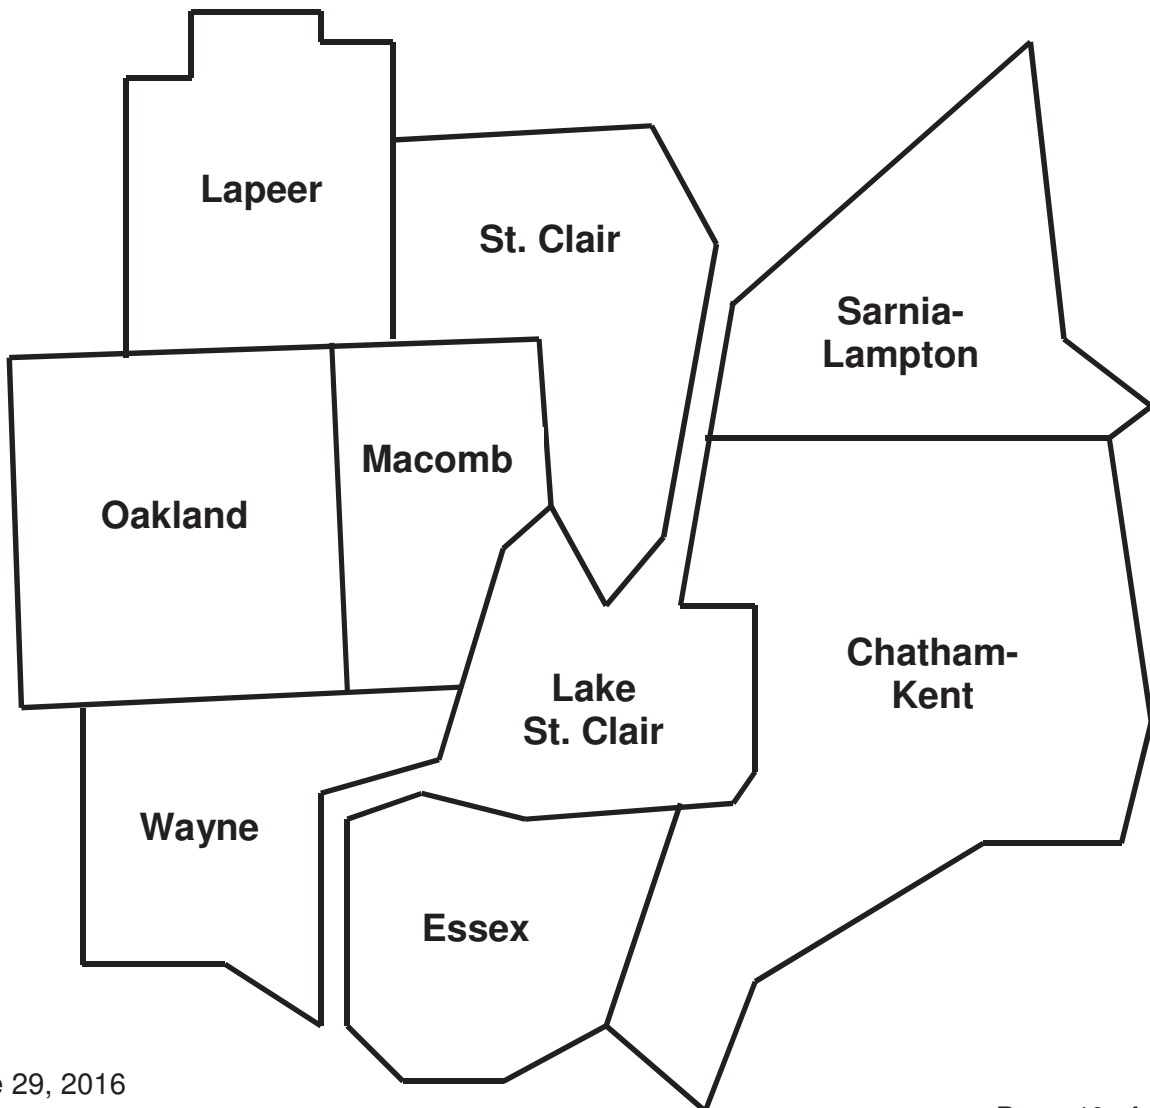 Lapeer
St. Clair
Sarnia-
Lampton
Macomb
Oakland
Chatham-
Kent
Lake
St. Clair
Wayne
Essex
29, 2016